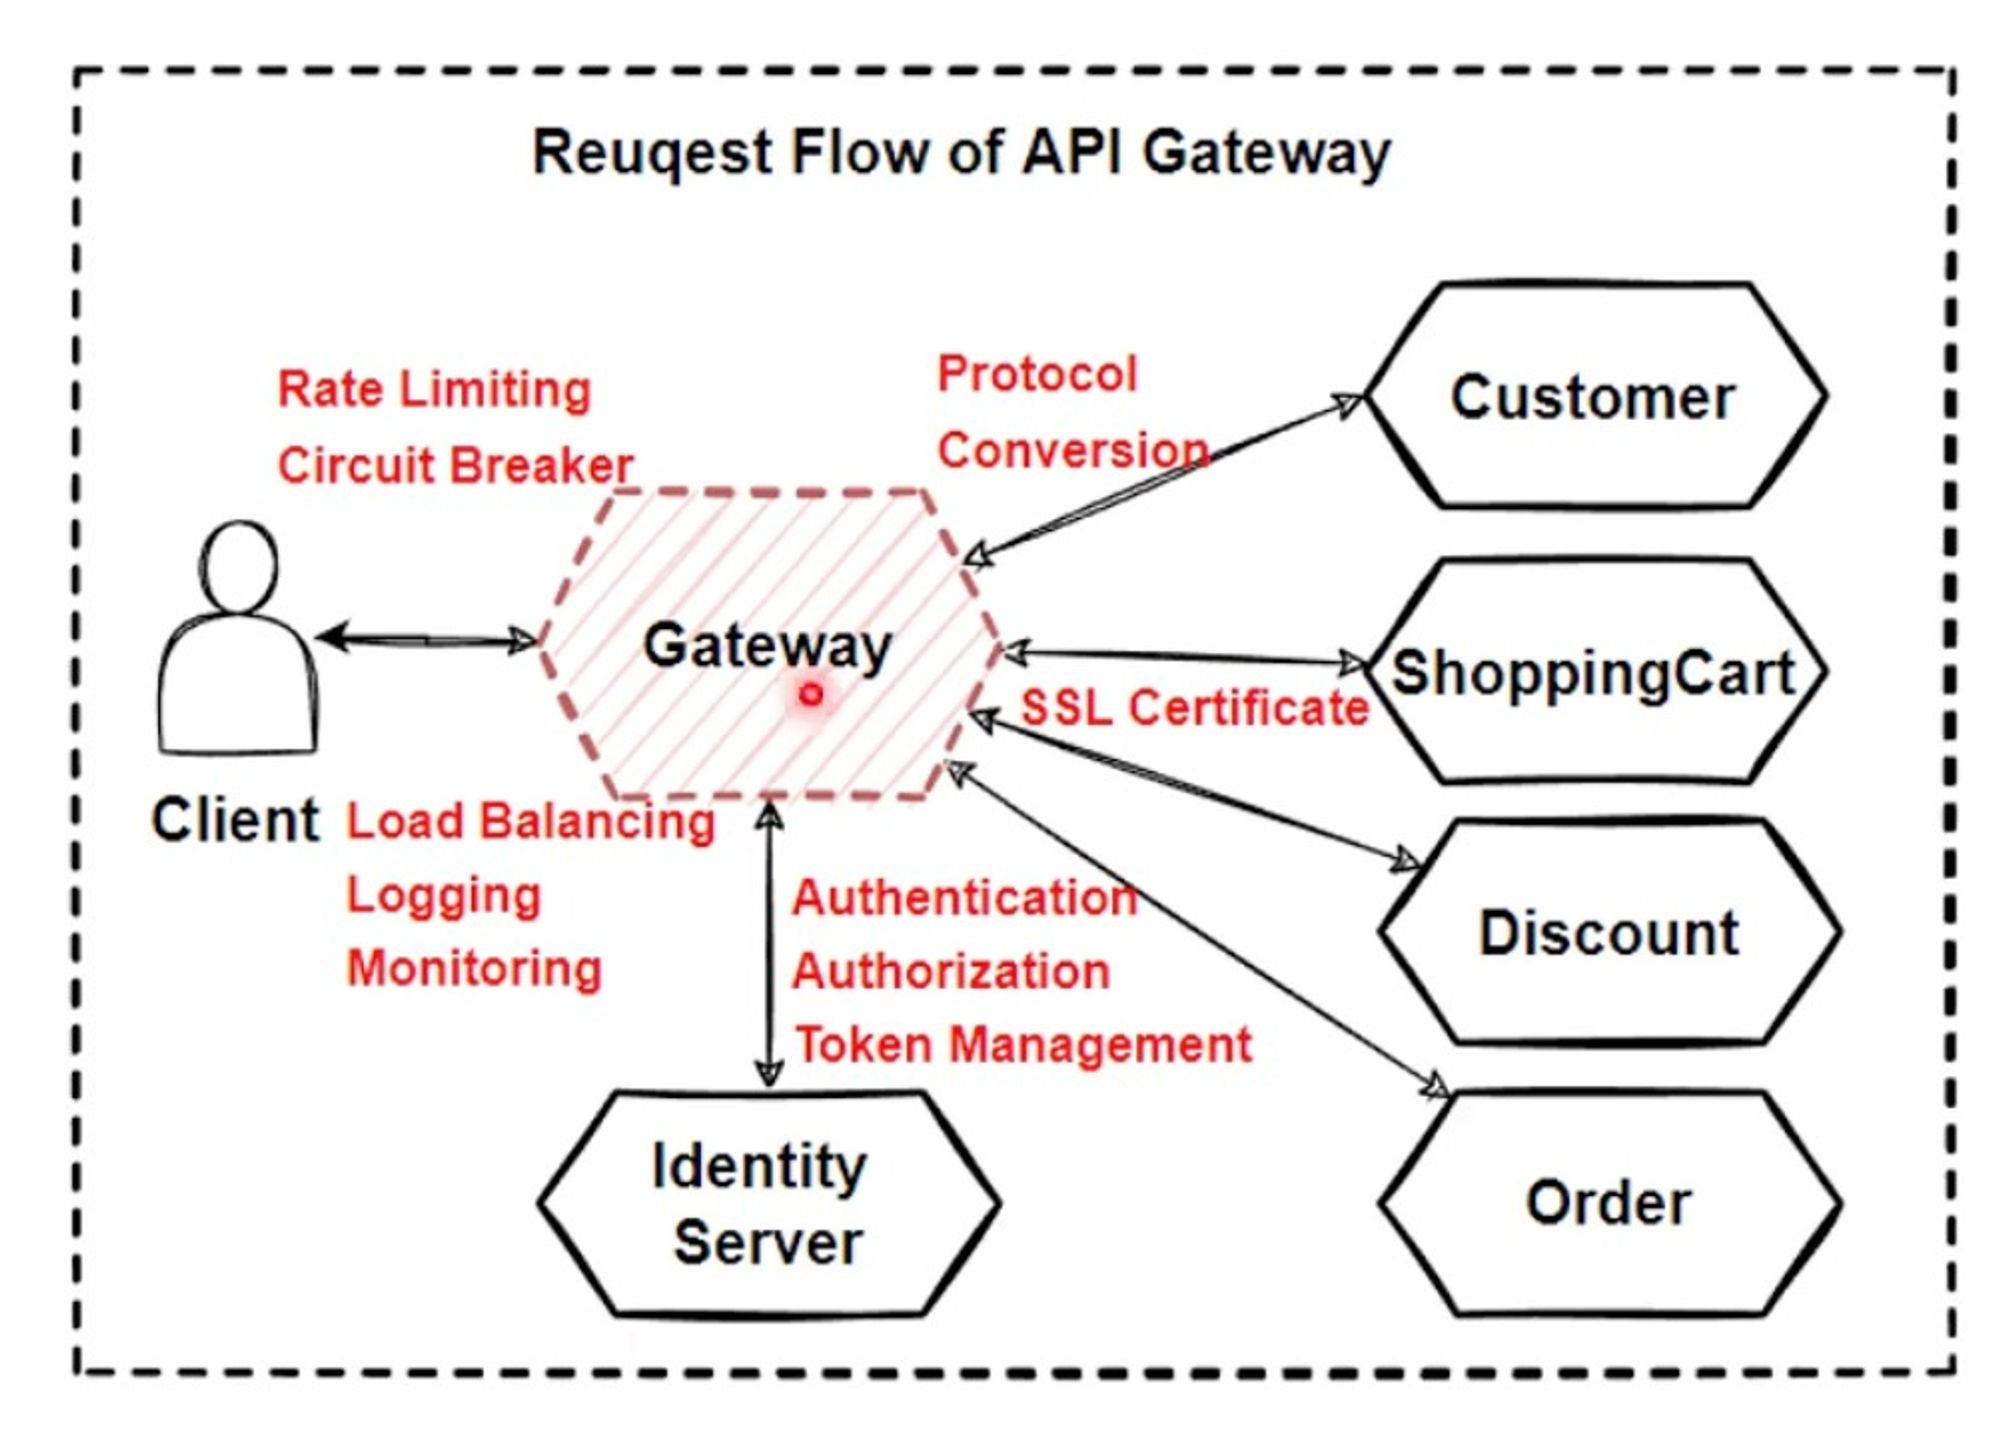 Reuqest Flow of API Gateway
Rate Limiting
Circuit Breaker
Protocol
Conversion
Customer
Gateway
ShoppingCart
SSL Certificate
Client
Load Balancing
Logging
Monitoring
Authentication
Authorization
Token Management
Discount
Identity
Server
Order